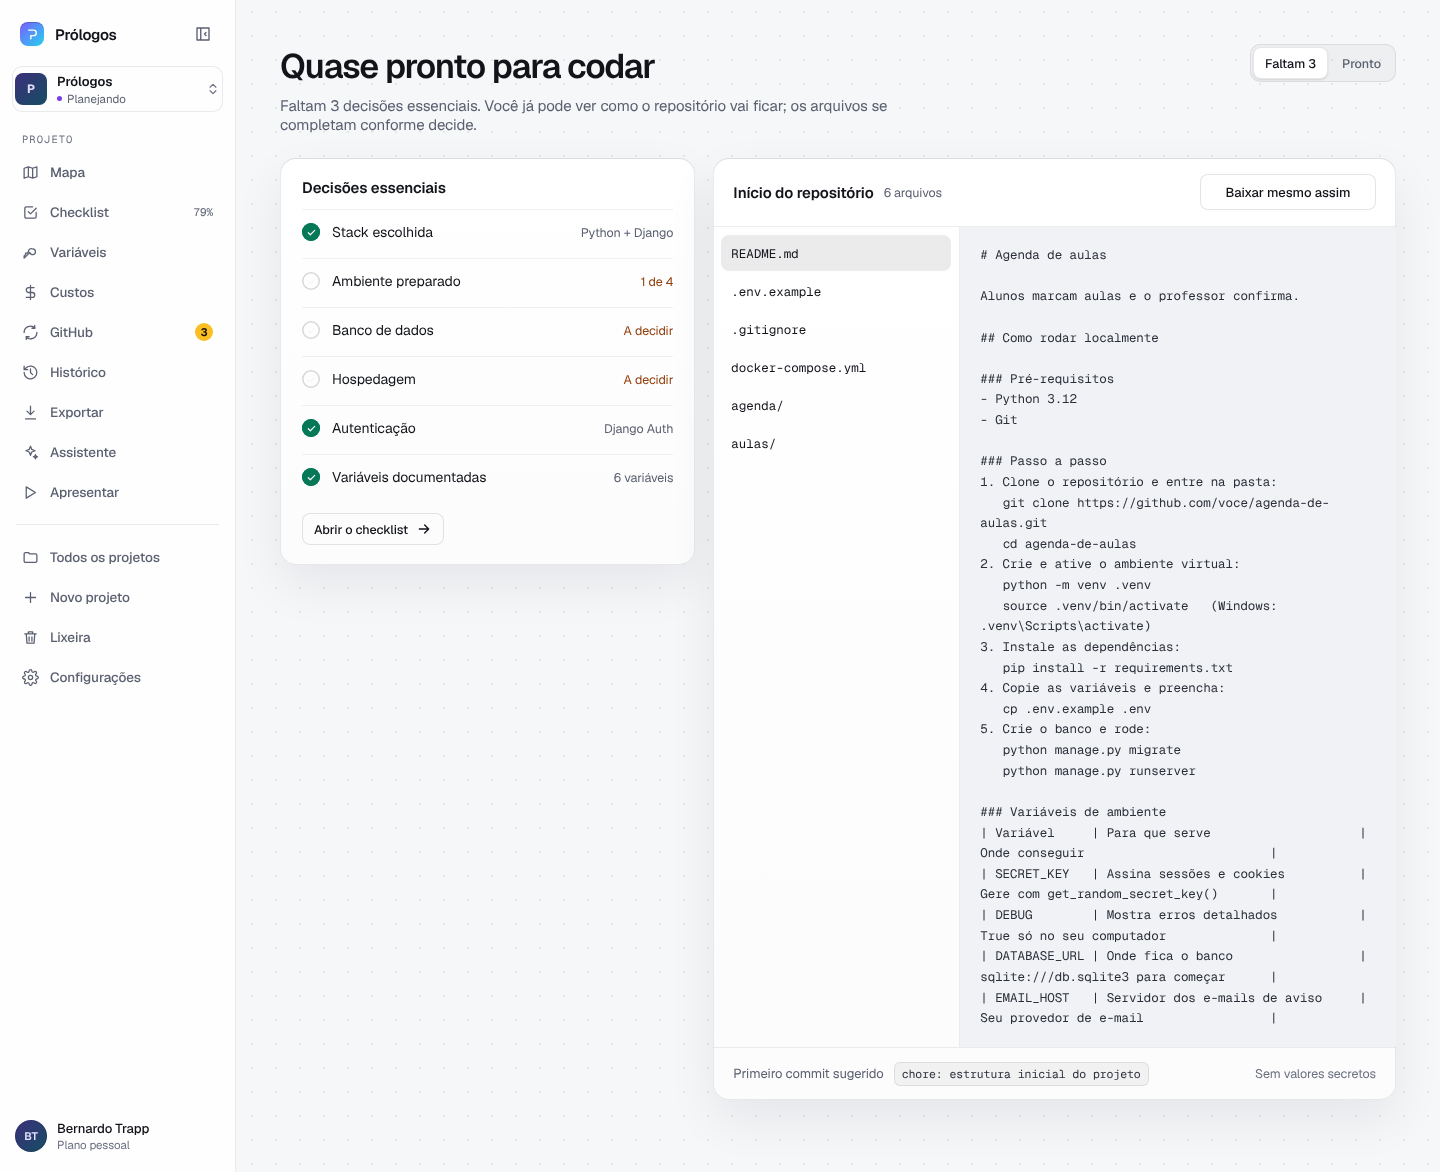 Prólogos
P
Prólogos
Planejando
PROJETO
Mapa
Checklist 79%
Variáveis
Custos
GitHub 3
Histórico
Exportar
Assistente
Apresentar
Todos os projetos
Novo projeto
Lixeira
Configurações
BT
Bernardo Trapp
Plano pessoal
Quase pronto para codar
Faltam 3 Pronto
Faltam 3 decisões essenciais. Você já pode ver como o repositório vai ficar; os arquivos se
completam conforme decide.
Decisões essenciais
Stack escolhida Python + Django
Ambiente preparado 1 de 4
Banco de dados A decidir
Hospedagem A decidir
Autenticação Django Auth
Variáveis documentadas 6 variáveis
Abrir o checklist →
Início do repositório 6 arquivos
Baixar mesmo assim
README.md
.env.example
.gitignore
docker-compose.yml
agenda/
aulas/
# Agenda de aulas
Alunos marcam aulas e o professor confirma.
## Como rodar localmente
### Pré-requisitos
- Python 3.12
- Git
### Passo a passo
1. Clone o repositório e entre na pasta:
git clone https://github.com/voce/agenda-de-
aulas.git
cd agenda-de-aulas
2. Crie e ative o ambiente virtual:
python -m venv .venv
source .venv/bin/activate (Windows:
.venv\Scripts\activate)
3. Instale as dependências:
pip install -r requirements.txt
4. Copie as variáveis e preencha:
cp .env.example .env
5. Crie o banco e rode:
python manage.py migrate
python manage.py runserver
### Variáveis de ambiente
| Variável | Para que serve |
Onde conseguir |
| SECRET_KEY | Assina sessões e cookies |
Gere com get_random_secret_key() |
| DEBUG | Mostra erros detalhados |
True só no seu computador |
| DATABASE_URL | Onde fica o banco |
sqlite:///db.sqlite3 para começar |
| EMAIL_HOST | Servidor dos e-mails de aviso |
Seu provedor de e-mail |
Primeiro commit sugerido chore: estrutura inicial do projeto
Sem valores secretos